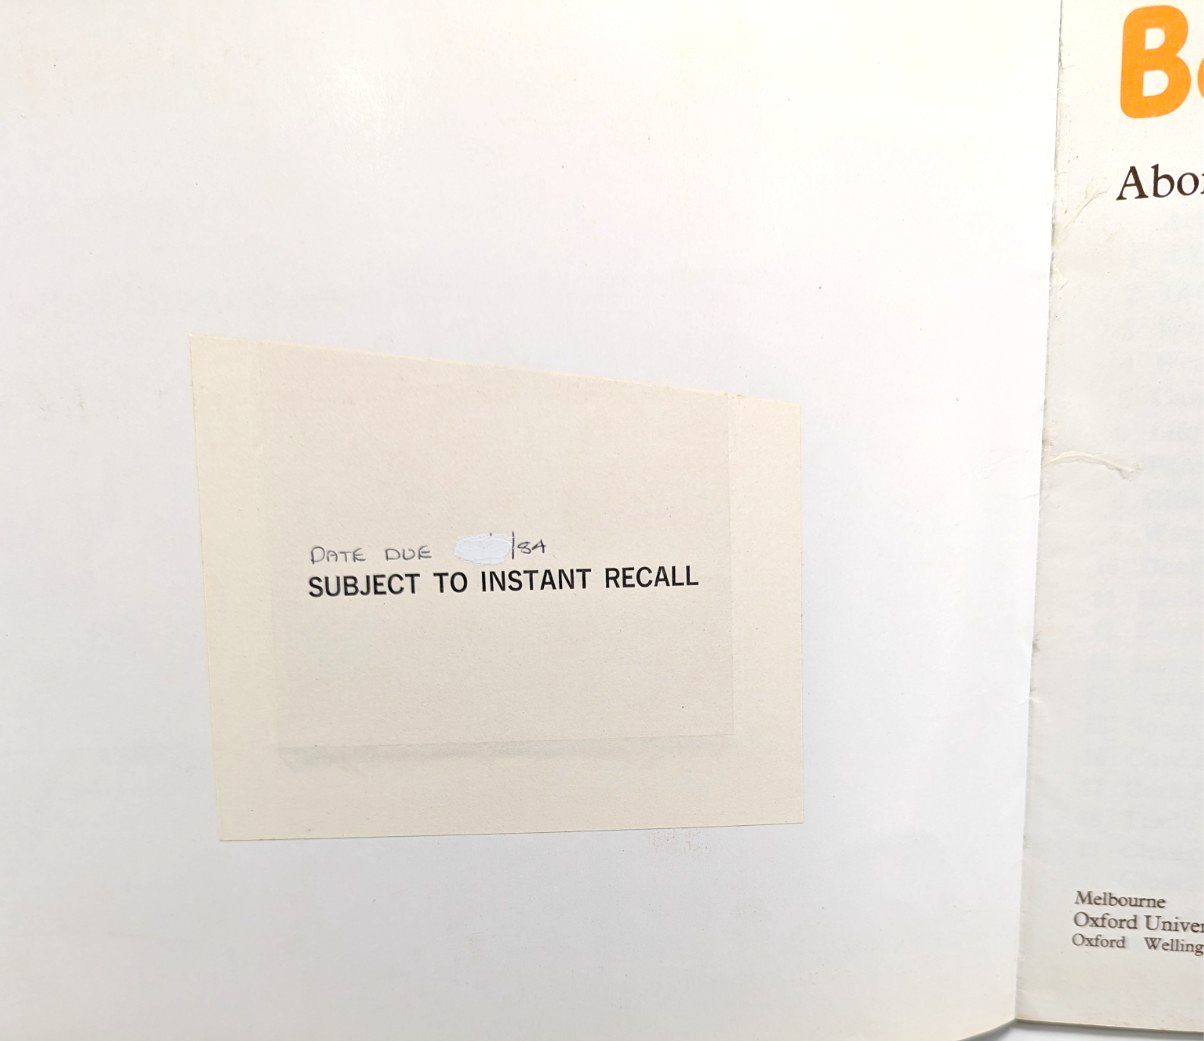 DATE DUE /84
SUBJECT TO INSTANT RECALL
B
Abo
Melbourne
Oxford Univer
Oxford Welling